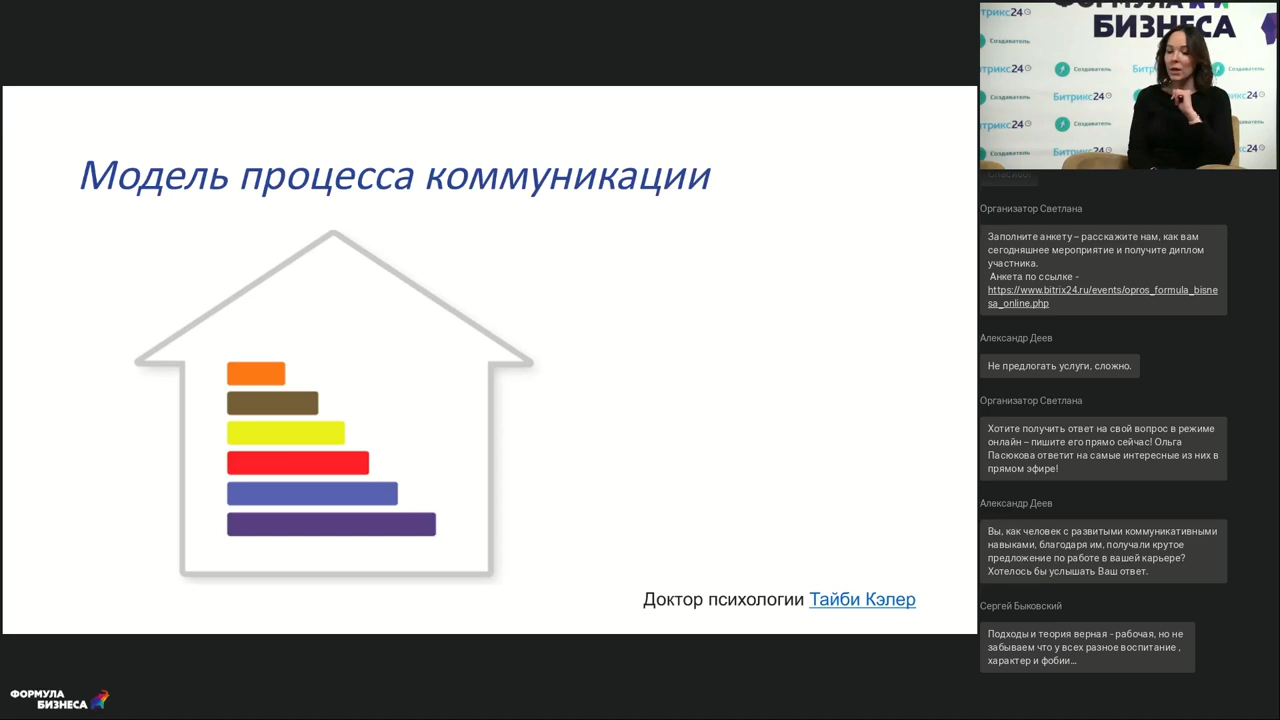 Модель процесса коммуникации
Доктор психологии Тайби Кэлер
ФОРМУЛА
БИЗНЕСА
БИЗНЕСА
Битрикс24
Создаватель
Битрикс24
Создаватель
Спасибо!
Организатор Светлана
Заполните анкету – расскажите нам, как вам
сегодняшнее мероприятие и получите диплом
участника.
Анкета по ссылке -
https://www.bitrix24.ru/events/opros_formula_bisne
sa_online.php
Александр Деев
Не предлогать услуги, сложно.
Организатор Светлана
Хотите получить ответ на свой вопрос в режиме
онлайн – пишите его прямо сейчас! Ольга
Пасюкова ответит на самые интересные из них в
прямом эфире!
Александр Деев
Вы, как человек с развитыми коммуникативными
навыками, благодаря им, получали крутое
предложение по работе в вашей карьере?
Хотелось бы услышать Ваш ответ.
Сергей Быковский
Подходы и теория верная - рабочая, но не
забываем что у всех разное воспитание ,
характер и фобии...